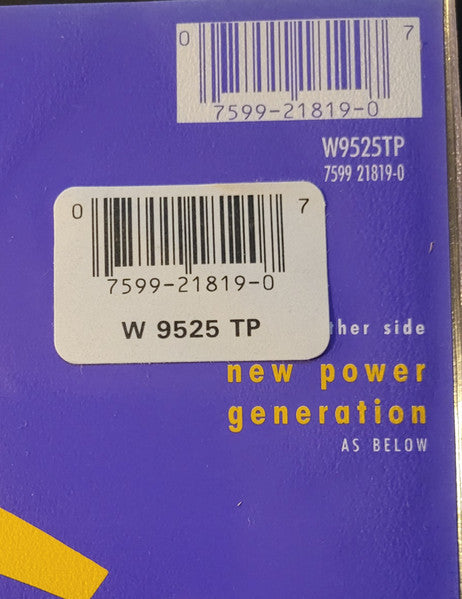 0 7
7599-21819-0
W9525TP
7599 21819-0
0 7
7599-21819-0
W 9525 TP
side
new power
generation
AS BELOW